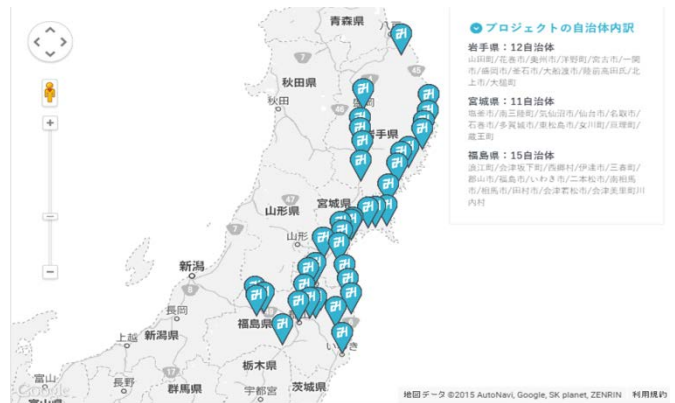 プロジェクトの自治体内訳
岩手県：12自治体
山田町/花巻市/奥州市/洋野町/宮古市/一関
市/盛岡市/釜石市/大船渡市/陸前高田氏/北
上市/大槌町
宮城県：11自治体
塩釜市/南三陸町/気仙沼市/仙台市/名取市/
石巻市/多賀城市/東松島市/女川町/亘理町/
蔵王町
福島県：15自治体
浪江町/会津坂下町/西郷村/伊達市/三春町/
郡山市/福島市/いわき市/二本松市/南相馬
市/相馬市/田村市/会津若松市/会津美里町川
内村
青森県
秋田県
秋田
山形県
宮城県
山形
新潟
長岡
福島県
上越
新潟県
栃木県
富山
長野
群馬県
宇都宮
茨城県
Google
地図データ ©2015 AutoNavi, Google, SK planet, ZENRIN
利用規約